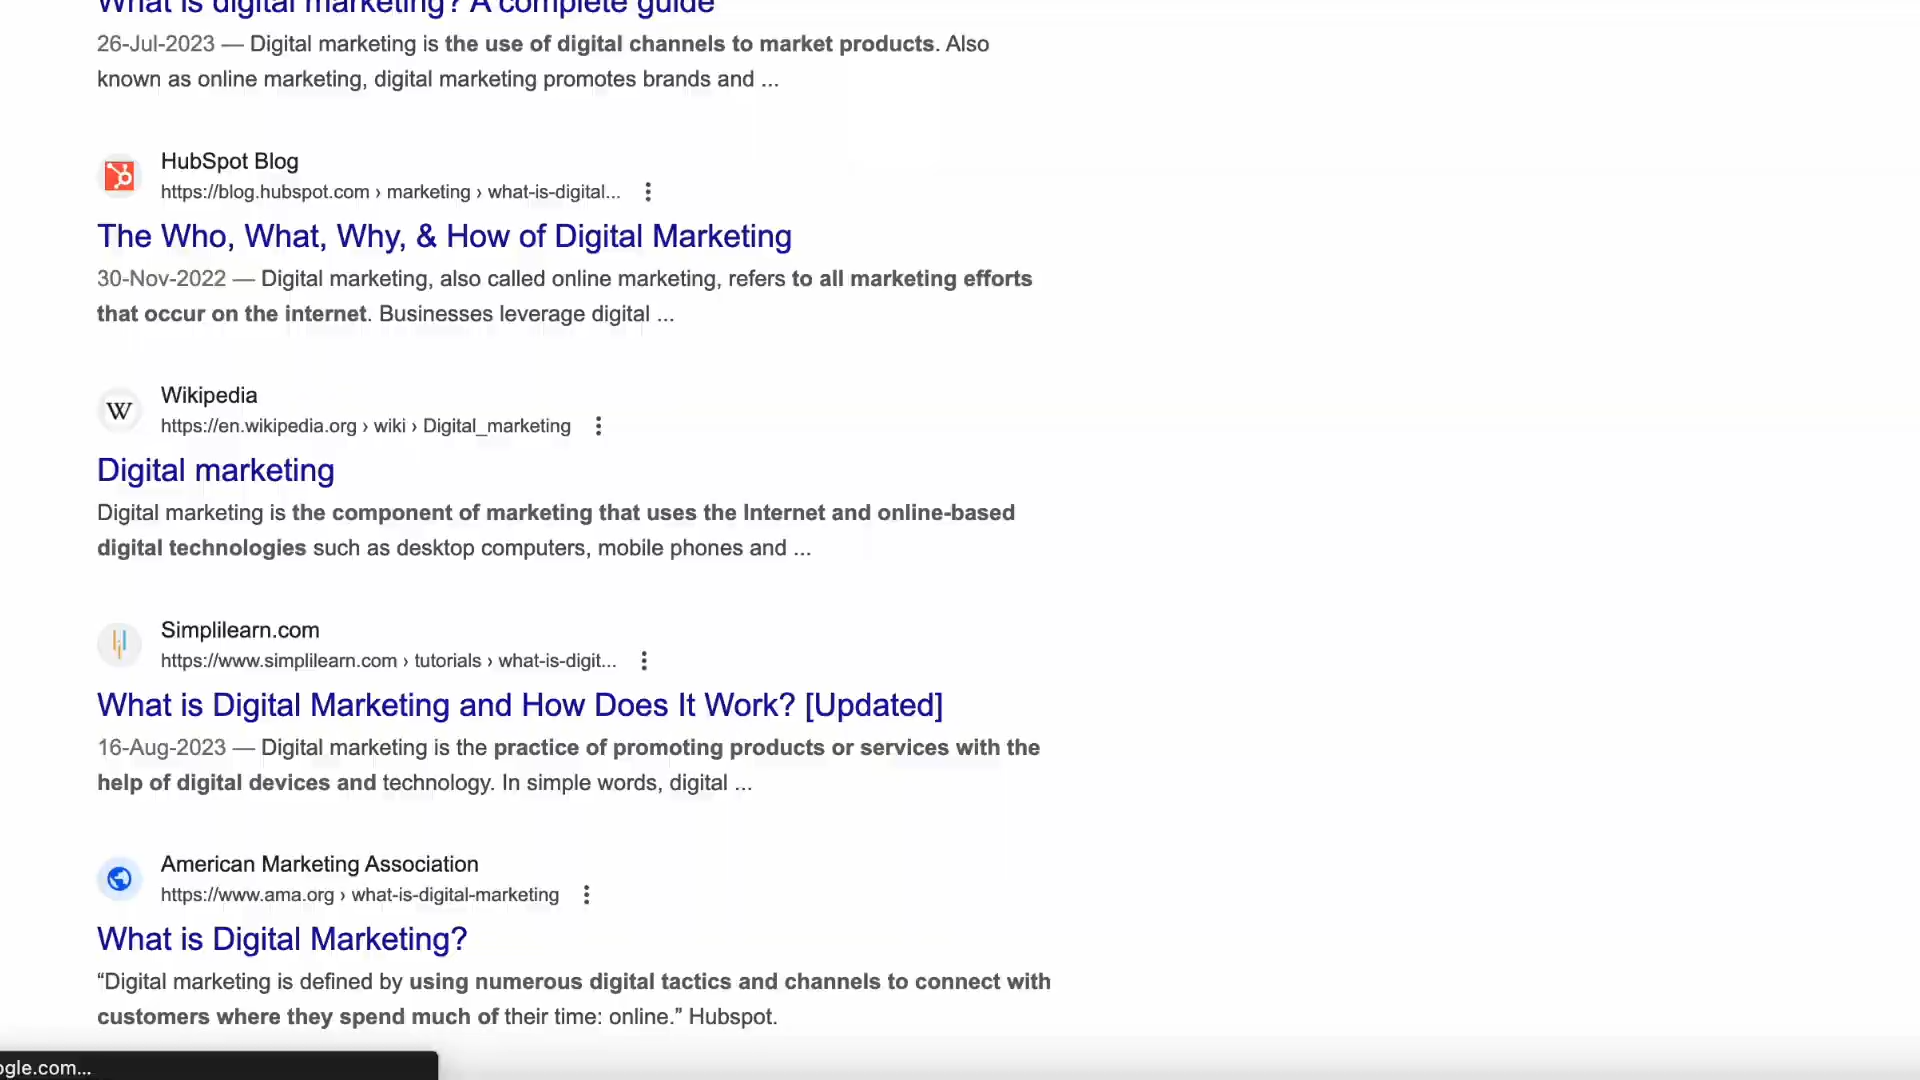 What is digital marketing? A complete guide
26-Jul-2023 — Digital marketing is the use of digital channels to market products. Also
known as online marketing, digital marketing promotes brands and ...
HubSpot Blog
https://blog.hubspot.com › marketing › what-is-digital...
The Who, What, Why, & How of Digital Marketing
30-Nov-2022 — Digital marketing, also called online marketing, refers to all marketing efforts
that occur on the internet. Businesses leverage digital ...
W
Wikipedia
https://en.wikipedia.org › wiki › Digital_marketing
Digital marketing
Digital marketing is the component of marketing that uses the Internet and online-based
digital technologies such as desktop computers, mobile phones and ...
Simplilearn.com
https://www.simplilearn.com › tutorials › what-is-digit...
What is Digital Marketing and How Does It Work? [Updated]
16-Aug-2023 — Digital marketing is the practice of promoting products or services with the
help of digital devices and technology. In simple words, digital ...
American Marketing Association
https://www.ama.org › what-is-digital-marketing
What is Digital Marketing?
“Digital marketing is defined by using numerous digital tactics and channels to connect with
customers where they spend much of their time: online.” Hubspot.
ogle.com...